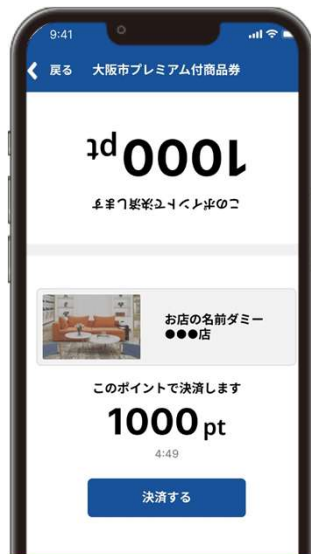 9:41
戻る 大阪市プレミアム付商品券
1000pt
このポイントで決済します
お店の名前ダミー
●●●店
このポイントで決済します
1000 pt
4:49
決済する